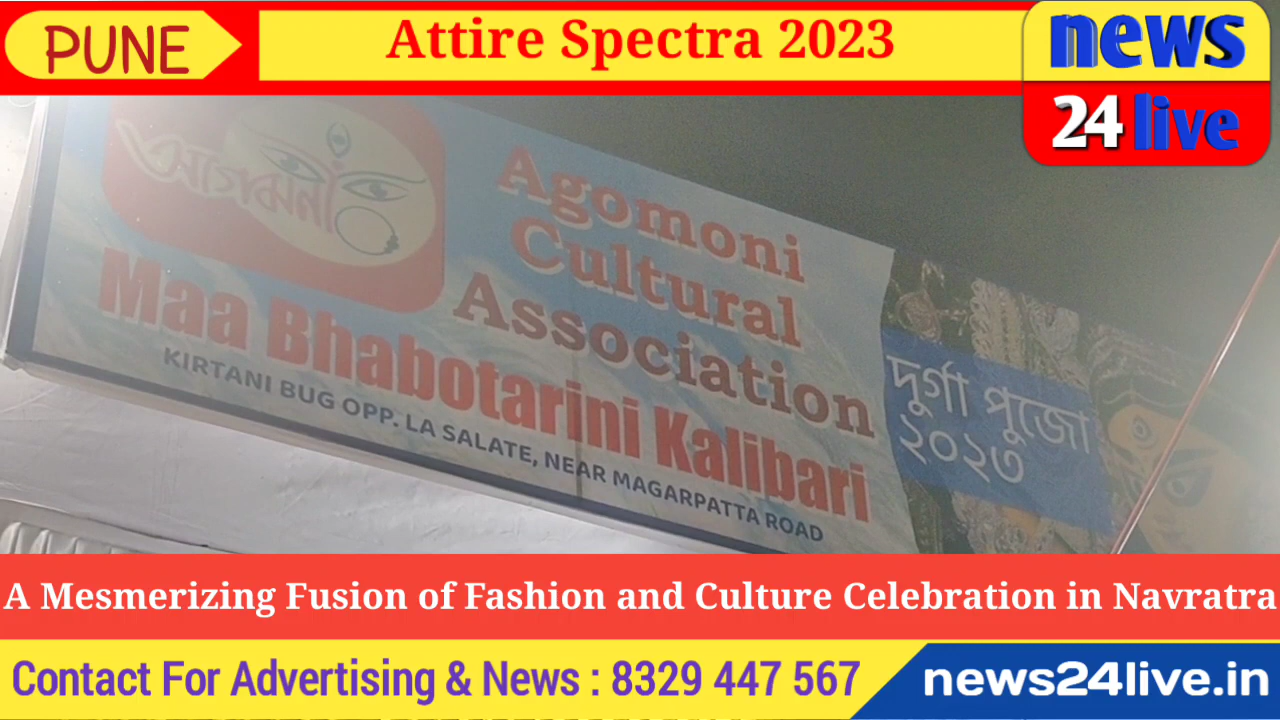 PUNE
Attire Spectra 2023
news
24 live
আগমনী
Agomoni
Cultural
Association
Maa Bhabotarini Kalibari
KIRTANI BUG OPP. LA SALATE, NEAR MAGARPATTA ROAD
দুর্গা পুজো
২০২৩
A Mesmerizing Fusion of Fashion and Culture Celebration in Navratra
Contact For Advertising & News : 8329 447 567
news24live.in